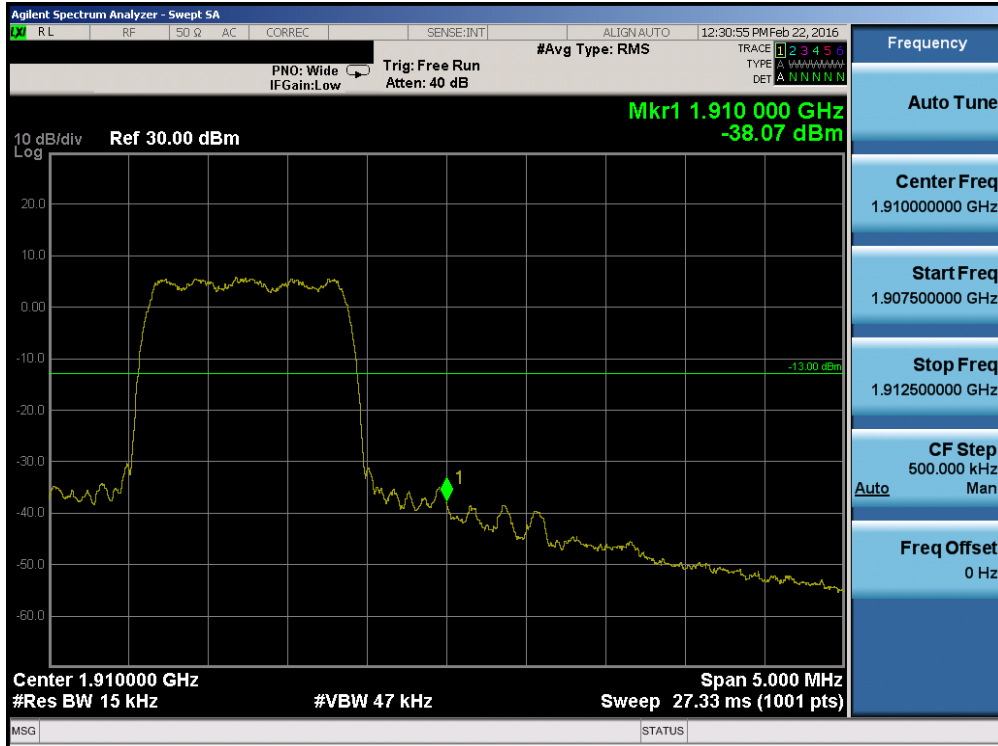 Agilent Spectrum Analyzer - Swept SA
LXI RL RF 50 Ω AC CORREC SENSE:INT ALIGN AUTO 12:30:55 PM Feb 22, 2016
#Avg Type: RMS TRACE 1 2 3 4 5 6
PNO: Wide Trig: Free Run TYPE A WWWWW
IFGain:Low Atten: 40 dB DET A N N N N N
Mkr1 1.910 000 GHz
-38.07 dBm
10 dB/div Ref 30.00 dBm
Log
20.0
10.0
0.00
-10.0
-13.00 dBm
-20.0
-30.0
1
-40.0
-50.0
-60.0
Center 1.910000 GHz Span 5.000 MHz
#Res BW 15 kHz #VBW 47 kHz Sweep 27.33 ms (1001 pts)
MSG STATUS
Frequency
Auto Tune
Center Freq
1.910000000 GHz
Start Freq
1.907500000 GHz
Stop Freq
1.912500000 GHz
CF Step
500.000 kHz
Auto Man
Freq Offset
0 Hz